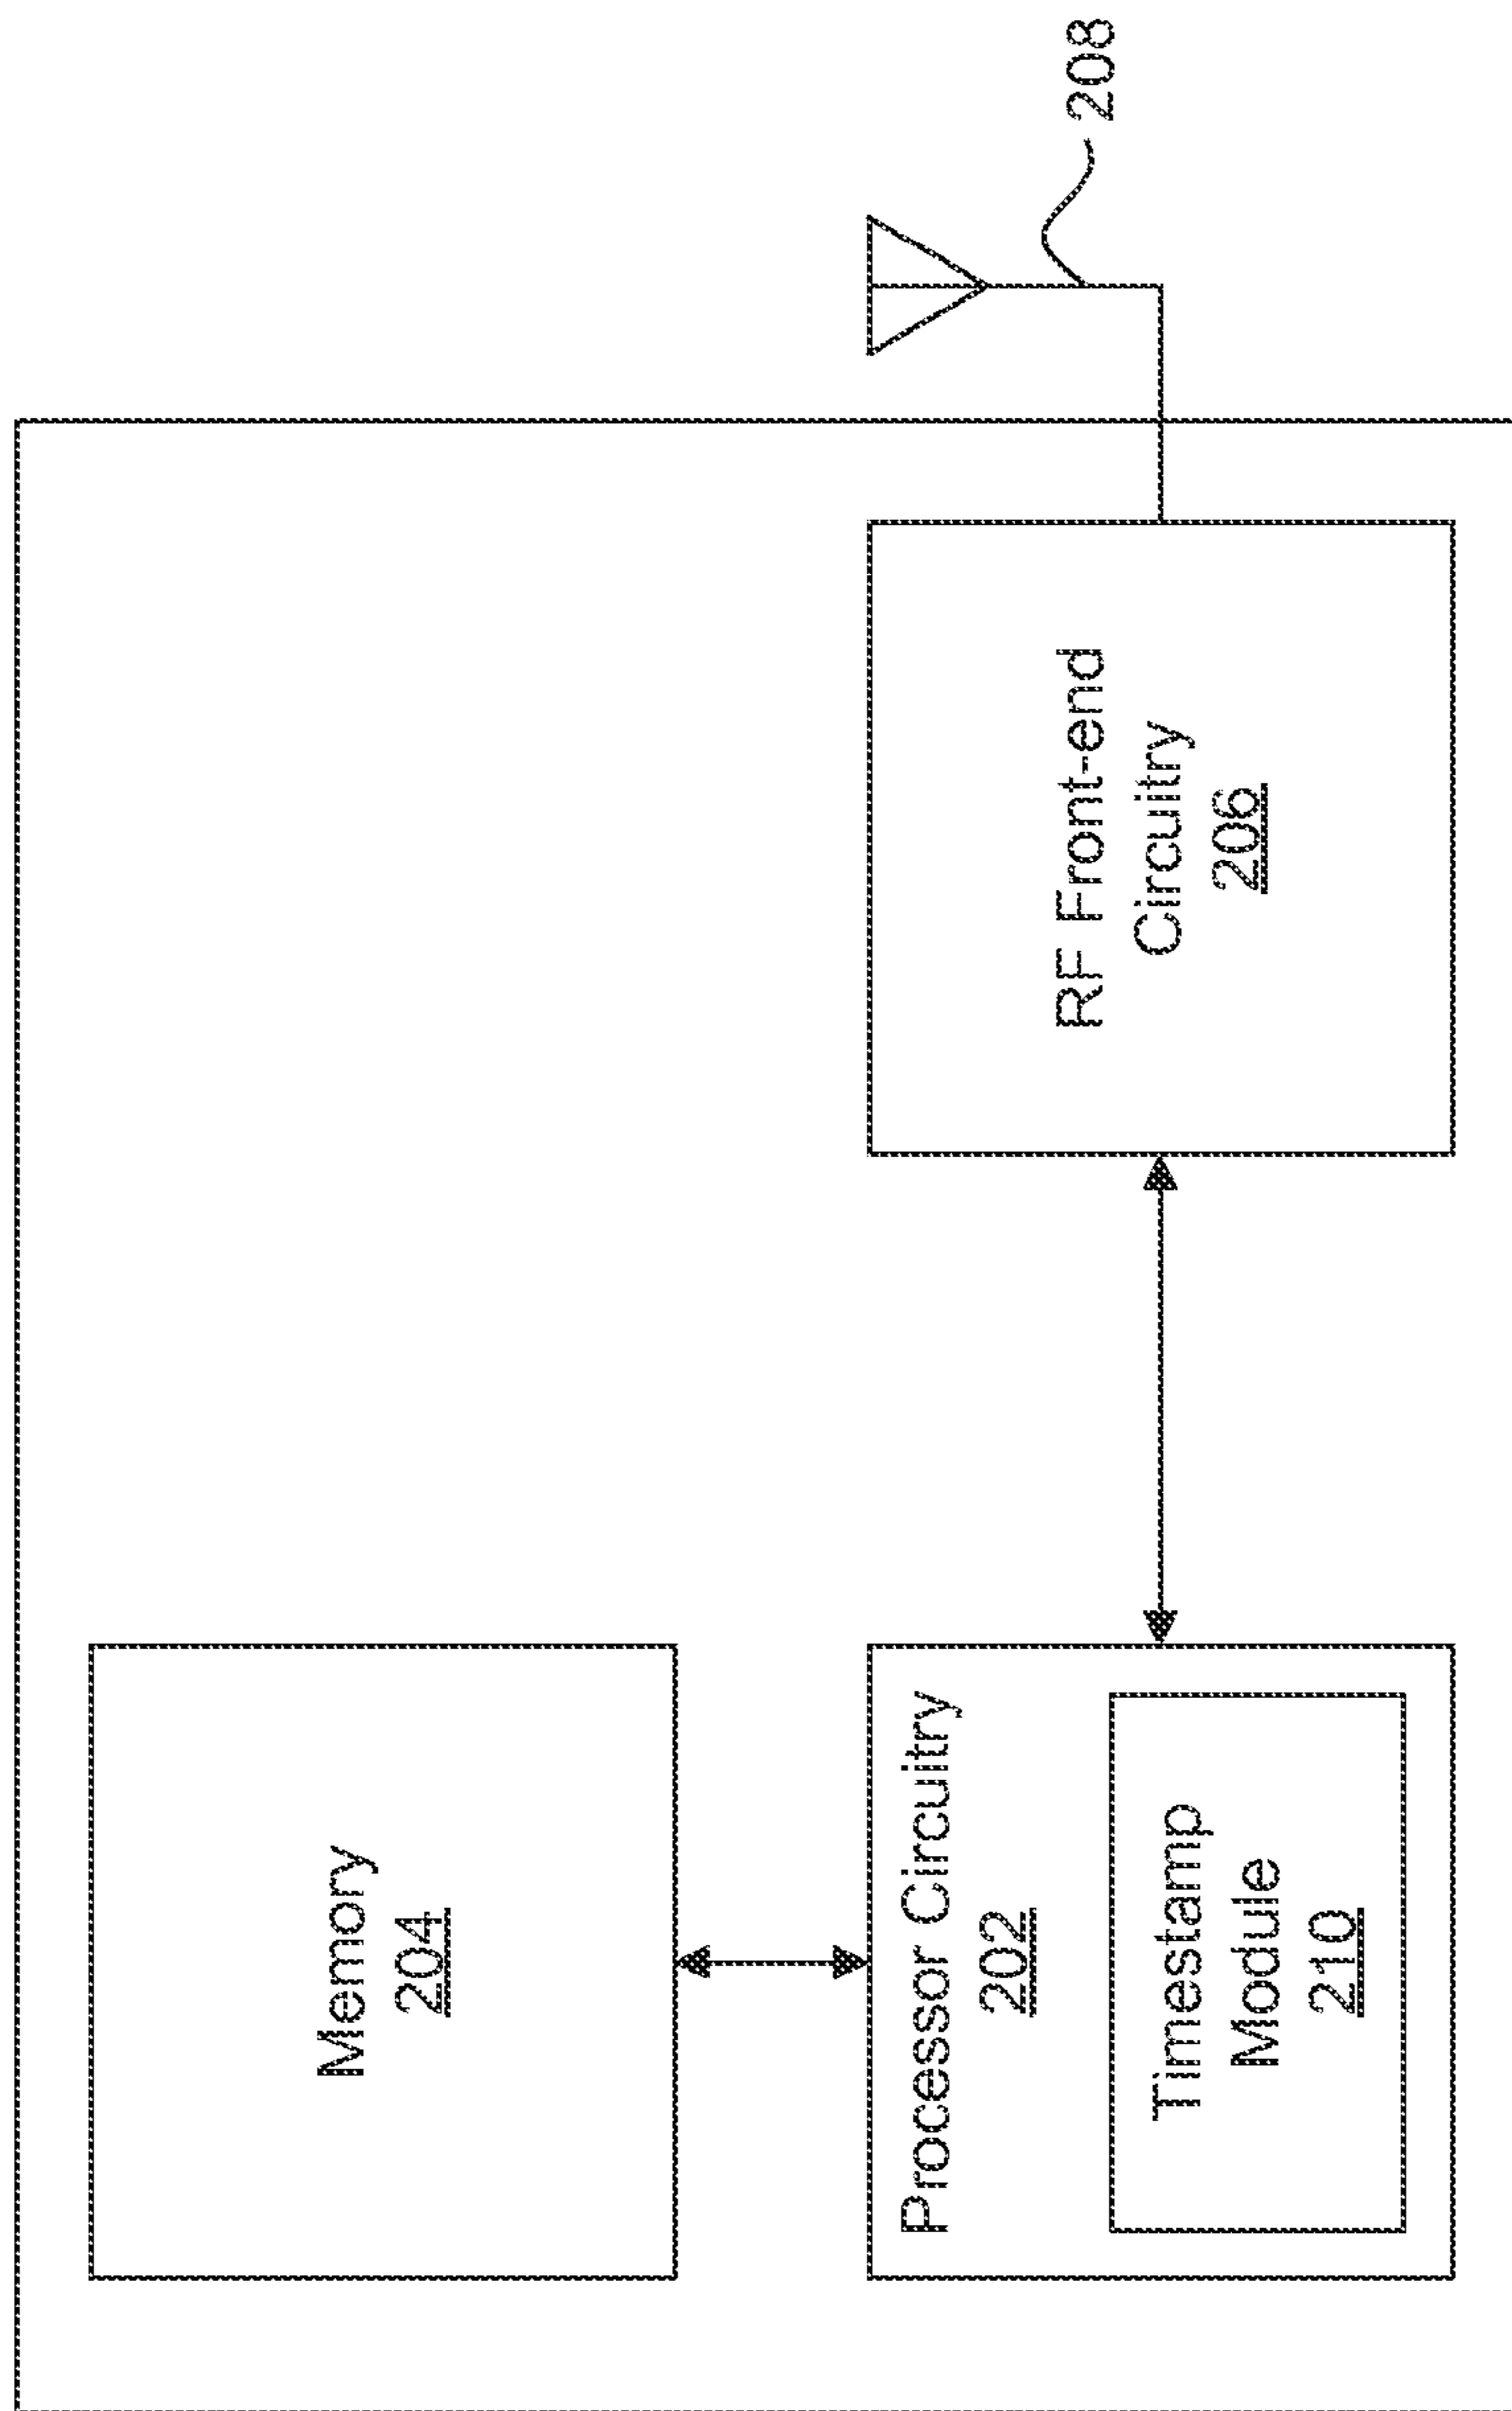 Memory
204
Processor Circuitry
202
Timestamp
Module
210
RF Front-end
Circuitry
206
208